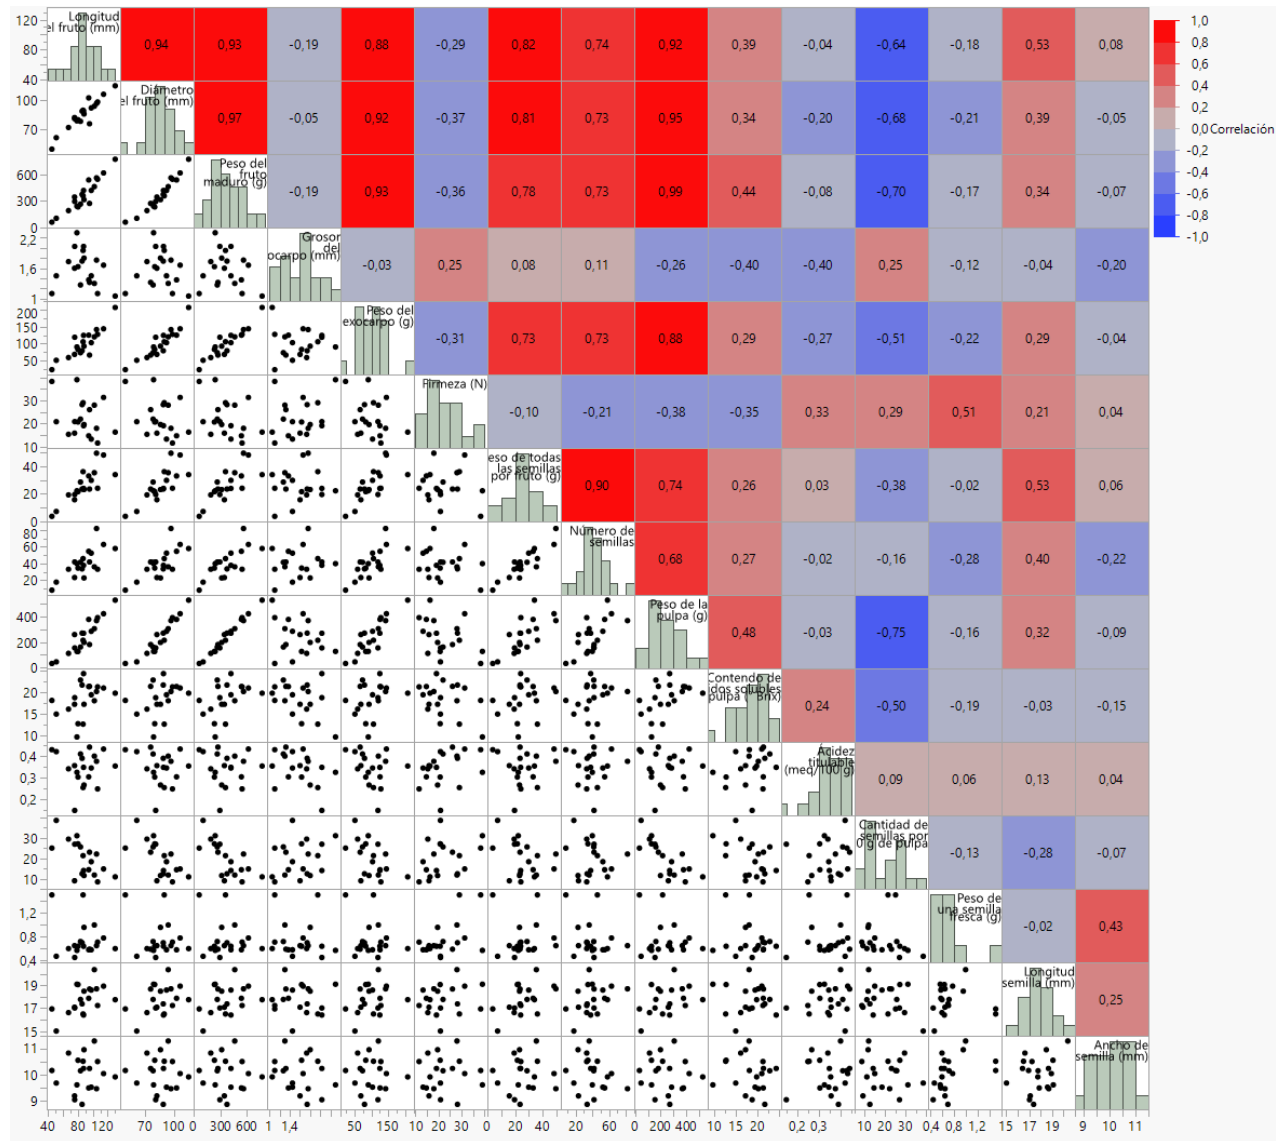 120 Longitud 1,0
el fruto (mm) 0,94 0,93 -0,19 0,88 -0,29 0,82 0,74 0,92 0,39 -0,04 -0,64 -0,18 0,53 0,08 0,8
80 0,6
40 0,4
Diámetro 0,2
el fruto (mm) 0,97 -0,05 0,92 -0,37 0,81 0,73 0,95 0,34 -0,20 -0,68 -0,21 0,39 -0,05 0,0 Correlación
100 -0,2
70 -0,4
Peso del -0,6
fruto
maduro (g) -0,19 0,93 -0,36 0,78 0,73 0,99 0,44 -0,08 -0,70 -0,17 0,34 -0,07 -0,8
600 -1,0
300
0
2,2 Grosor
del
ocarpo (mm) -0,03 0,25 0,08 0,11 -0,26 -0,40 -0,40 0,25 -0,12 -0,04 -0,20
1,6
1
200 Peso del
exocarpo (g) -0,31 0,73 0,73 0,88 0,29 -0,27 -0,51 -0,22 0,29 -0,04
150
100
50
Firmeza (N) -0,10 -0,21 -0,38 -0,35 0,33 0,29 0,51 0,21 0,04
30
20
10
eso de todas
las semillas
por fruto (g) 0,90 0,74 0,26 0,03 -0,38 -0,02 0,53 0,06
40
20
0
80 Número de
semillas 0,68 0,27 -0,02 -0,16 -0,28 0,40 -0,22
60
40
20
Peso de la
pulpa (g) 0,48 -0,03 -0,75 -0,16 0,32 -0,09
400
200
0
Contendo de
dos solubles
pulpa 0,24 -0,50 -0,19 -0,03 -0,15
20
15
10
Acidez
titulable
(meq/100 g) 0,09 0,06 0,13 0,04
0,4
0,3
0,2
Cantidad de
semillas por
0 g de pulpa -0,13 -0,28 -0,07
30
20
10
Peso de
una semilla
fresca (g) -0,02 0,43
1,2
0,8
0,4
Longitud
semilla (mm) 0,25
19
17
15
Ancho de
semilla (mm)
11
10
9
40 80 120 70 100 0 300 600 1 1,4 50 150 10 20 30 0 20 40 20 60 0 200 400 10 15 20 0,2 0,3 10 20 30 0,4 0,8 1,2 15 17 19 9 10 11